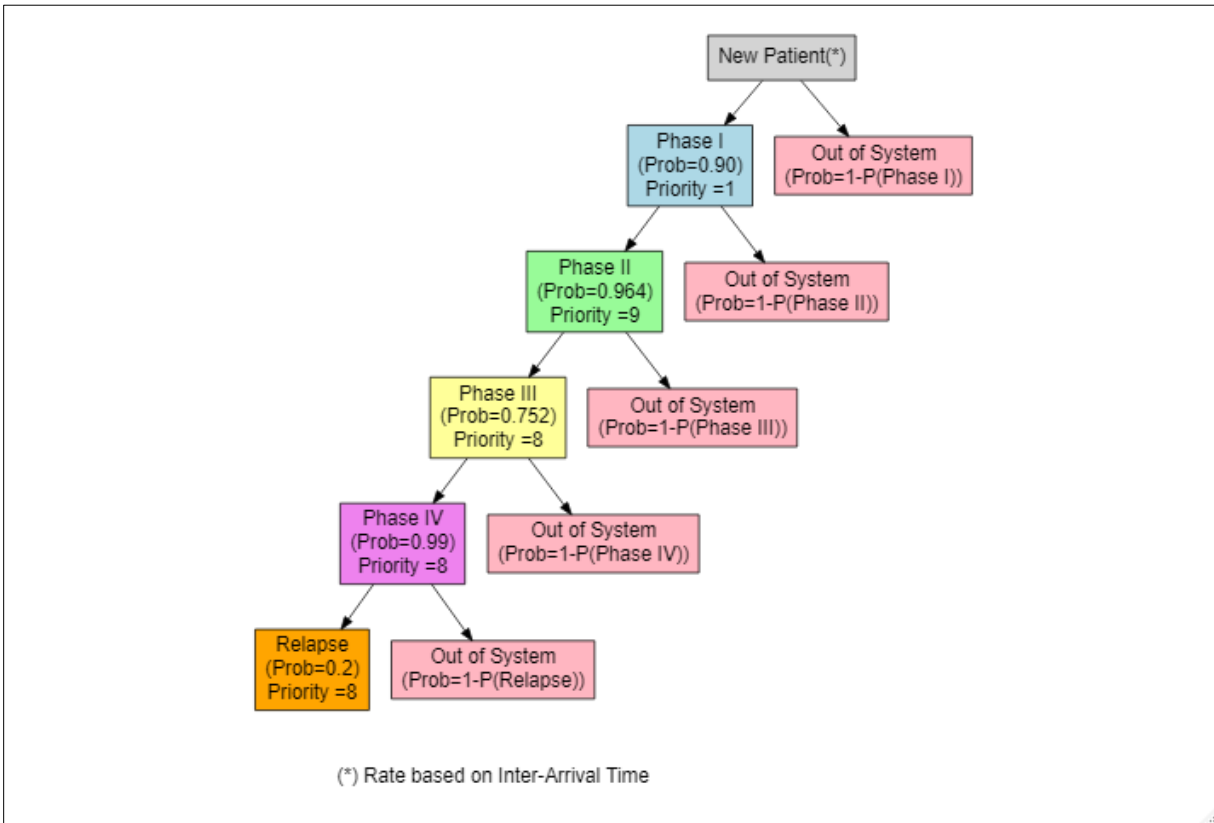 New Patient(*)
Phase I
(Prob=0.90)
Priority =1
Out of System
(Prob=1-P(Phase I))
Phase II
(Prob=0.964)
Priority =9
Out of System
(Prob=1-P(Phase II))
Phase III
(Prob=0.752)
Priority =8
Out of System
(Prob=1-P(Phase III))
Phase IV
(Prob=0.99)
Priority =8
Out of System
(Prob=1-P(Phase IV))
Relapse
(Prob=0.2)
Priority =8
Out of System
(Prob=1-P(Relapse))
(*) Rate based on Inter-Arrival Time